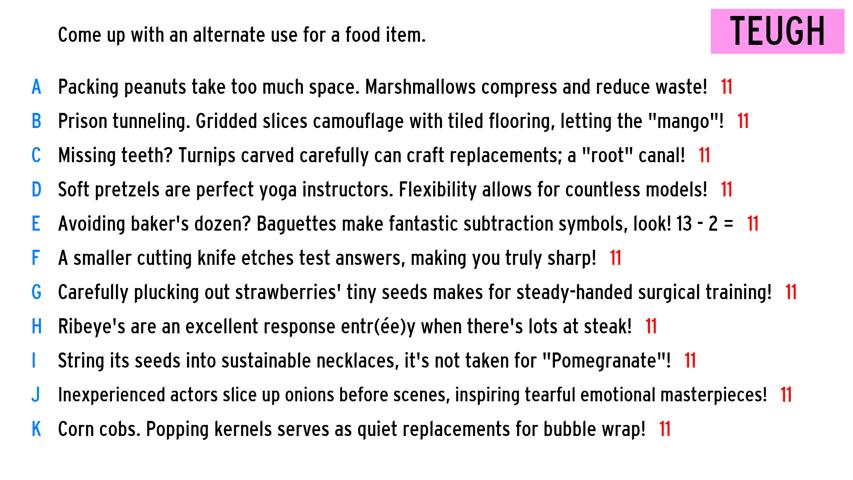 Come up with an alternate use for a food item.
TEUGH
A Packing peanuts take too much space. Marshmallows compress and reduce waste! 11
B Prison tunneling. Gridded slices camouflage with tiled flooring, letting the "mango"! 11
C Missing teeth? Turnips carved carefully can craft replacements; a "root" canal! 11
D Soft pretzels are perfect yoga instructors. Flexibility allows for countless models! 11
E Avoiding baker's dozen? Baguettes make fantastic subtraction symbols, look! 13 - 2 = 11
F A smaller cutting knife etches test answers, making you truly sharp! 11
G Carefully plucking out strawberries' tiny seeds makes for steady-handed surgical training! 11
H Ribeye's are an excellent response entr(ée)y when there's lots at steak! 11
I String its seeds into sustainable necklaces, it's not taken for "Pomegranate"! 11
J Inexperienced actors slice up onions before scenes, inspiring tearful emotional masterpieces! 11
K Corn cobs. Popping kernels serves as quiet replacements for bubble wrap! 11